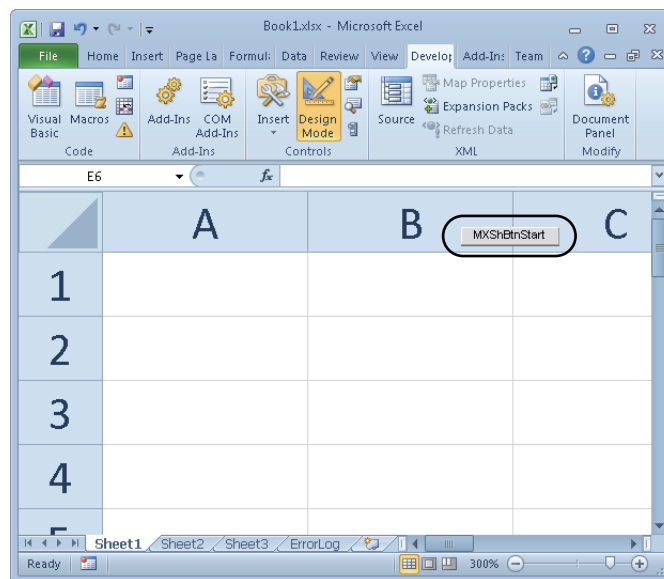 Book1.xlsx - Microsoft Excel
File Home Insert Page La Formul: Data Review View Develop Add-In: Team
Visual Basic
Macros
Add-Ins
COM Add-Ins
Insert
Design Mode
Source
Map Properties
Expansion Packs
Refresh Data
Document Panel
Code Add-Ins Controls XML Modify
E6 fx
A B C
MXShBtnStart
1
2
3
4
Sheet1 Sheet2 Sheet3 ErrorLog
Ready 300%